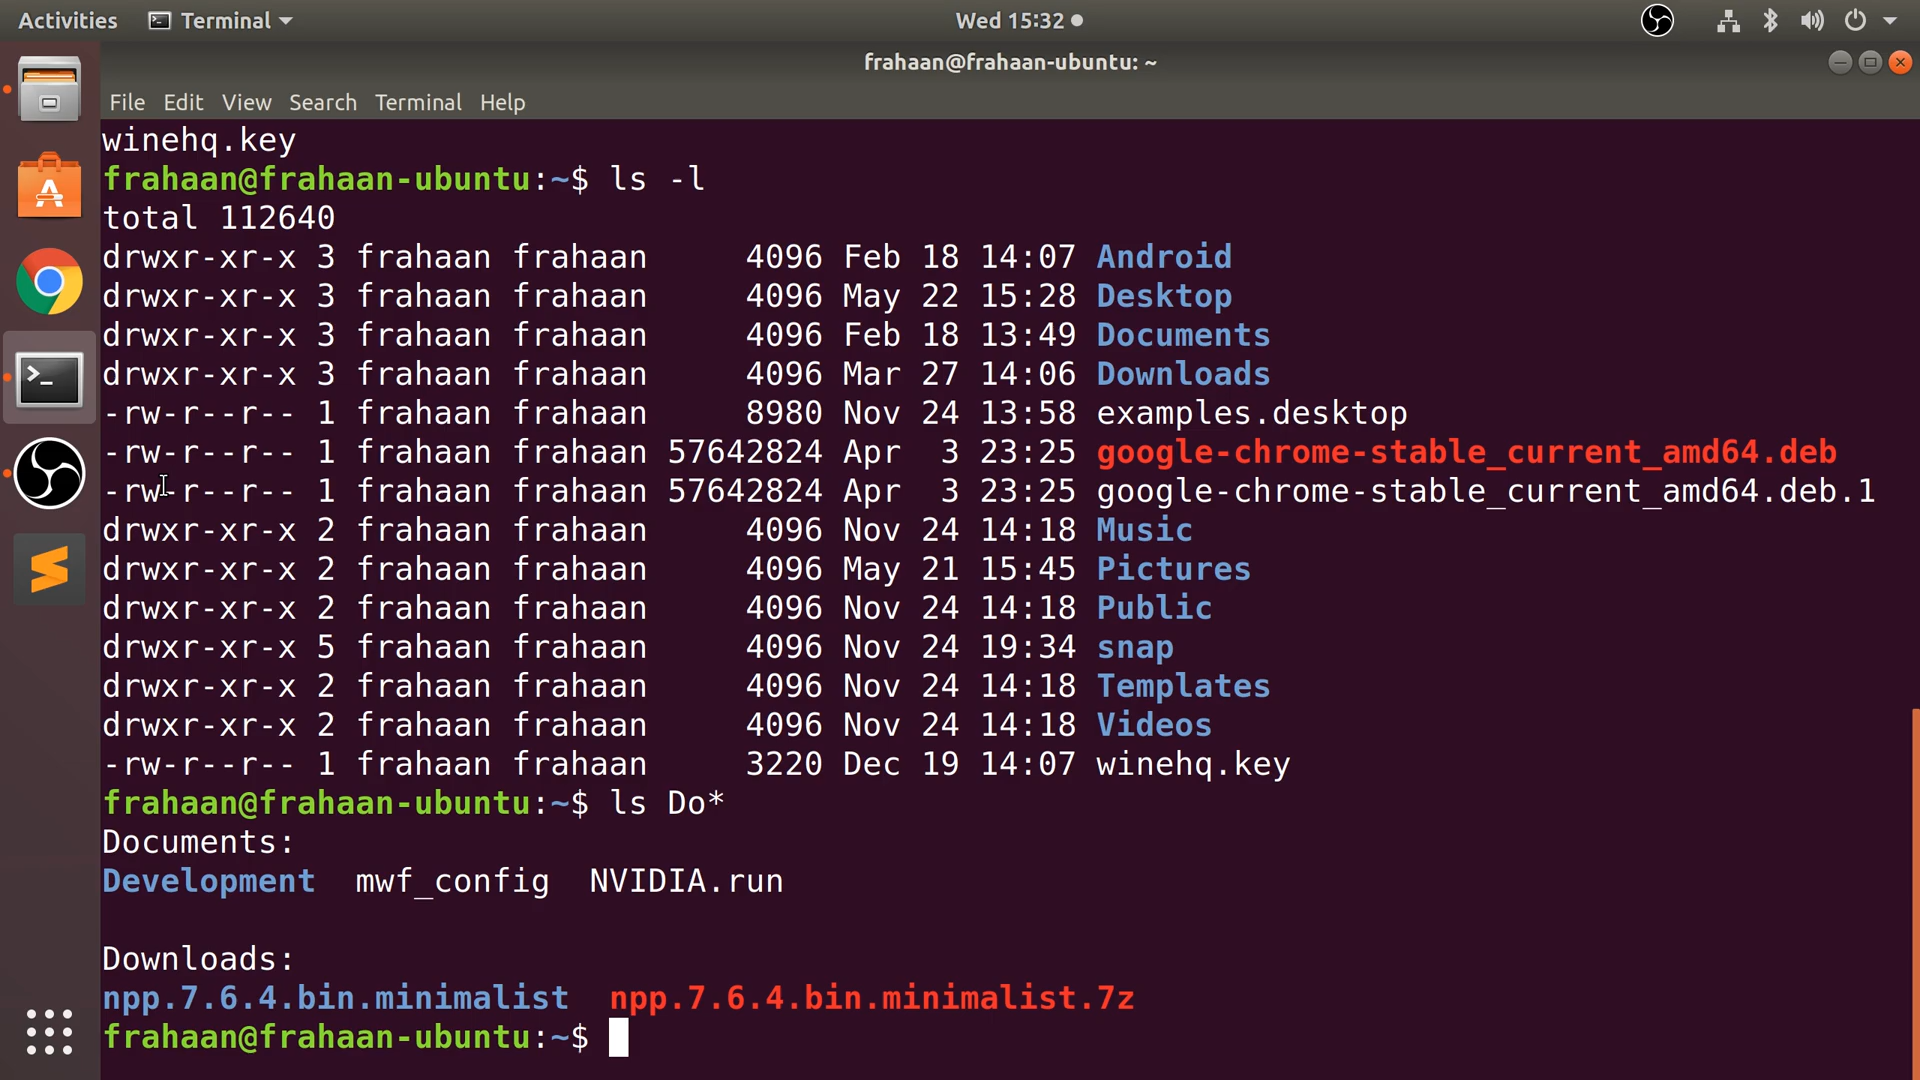 Activities Terminal Wed 15:32
frahaan@frahaan-ubuntu: ~
File Edit View Search Terminal Help
winehq.key
frahaan@frahaan-ubuntu:~$ ls -l
total 112640
drwxr-xr-x 3 frahaan frahaan     4096 Feb 18 14:07 Android
drwxr-xr-x 3 frahaan frahaan     4096 May 22 15:28 Desktop
drwxr-xr-x 3 frahaan frahaan     4096 Feb 18 13:49 Documents
drwxr-xr-x 3 frahaan frahaan     4096 Mar 27 14:06 Downloads
-rw-r--r-- 1 frahaan frahaan     8980 Nov 24 13:58 examples.desktop
-rw-r--r-- 1 frahaan frahaan 57642824 Apr  3 23:25 google-chrome-stable_current_amd64.deb
-rw-r--r-- 1 frahaan frahaan 57642824 Apr  3 23:25 google-chrome-stable_current_amd64.deb.1
drwxr-xr-x 2 frahaan frahaan     4096 Nov 24 14:18 Music
drwxr-xr-x 2 frahaan frahaan     4096 May 21 15:45 Pictures
drwxr-xr-x 2 frahaan frahaan     4096 Nov 24 14:18 Public
drwxr-xr-x 5 frahaan frahaan     4096 Nov 24 19:34 snap
drwxr-xr-x 2 frahaan frahaan     4096 Nov 24 14:18 Templates
drwxr-xr-x 2 frahaan frahaan     4096 Nov 24 14:18 Videos
-rw-r--r-- 1 frahaan frahaan     3220 Dec 19 14:07 winehq.key
frahaan@frahaan-ubuntu:~$ ls Do*
Documents:
Development  mwf_config  NVIDIA.run
Downloads:
npp.7.6.4.bin.minimalist  npp.7.6.4.bin.minimalist.7z
frahaan@frahaan-ubuntu:~$